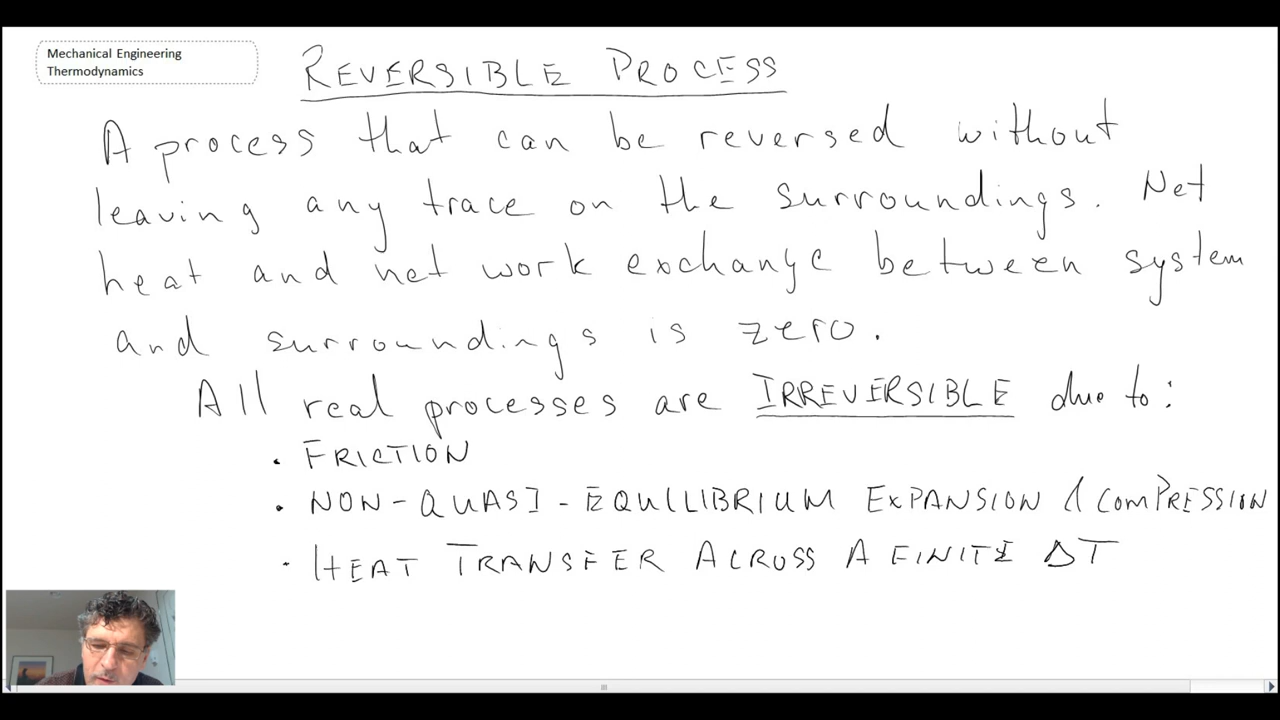 Mechanical Engineering
Thermodynamics
REVERSIBLE PROCESS
A process that can be reversed without
leaving any trace on the surroundings. Net
heat and net work exchange between system
and surroundings is zero.
All real processes are IRREVERSIBLE due to:
• FRICTION
• NON-QUASI-EQUILIBRIUM EXPANSION & COMPRESSION
• HEAT TRANSFER ACROSS A FINITE ΔT